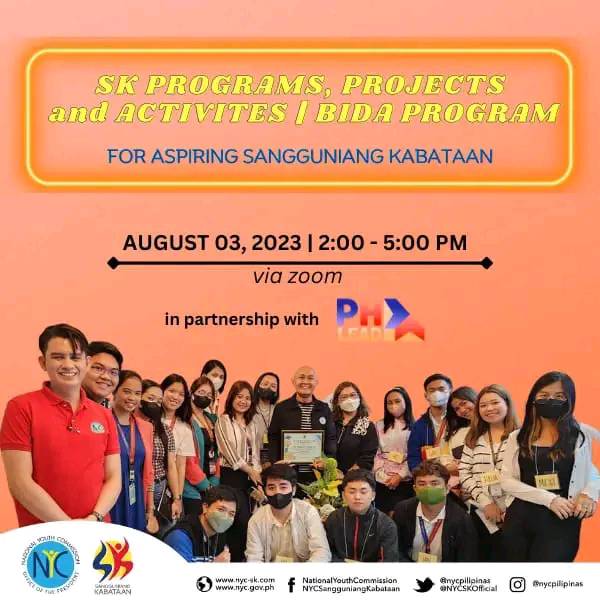 SK PROGRAMS, PROJECTS
and ACTIVITES | BIDA PROGRAM
FOR ASPIRING SANGGUNIANG KABATAAN
AUGUST 03, 2023 | 2:00 - 5:00 PM
via zoom
in partnership with PH LEAD
NATIONAL YOUTH COMMISSION
NYC
OFFICE OF THE PRESIDENT
SANGGUNIANG
KABATAAN
www.nyc-sk.com
www.nyc.gov.ph
NationalYouthCommission
NYCSangguniangKabataan
@nycpilipinas
@NYCSKOfficial
@nycpilipinas